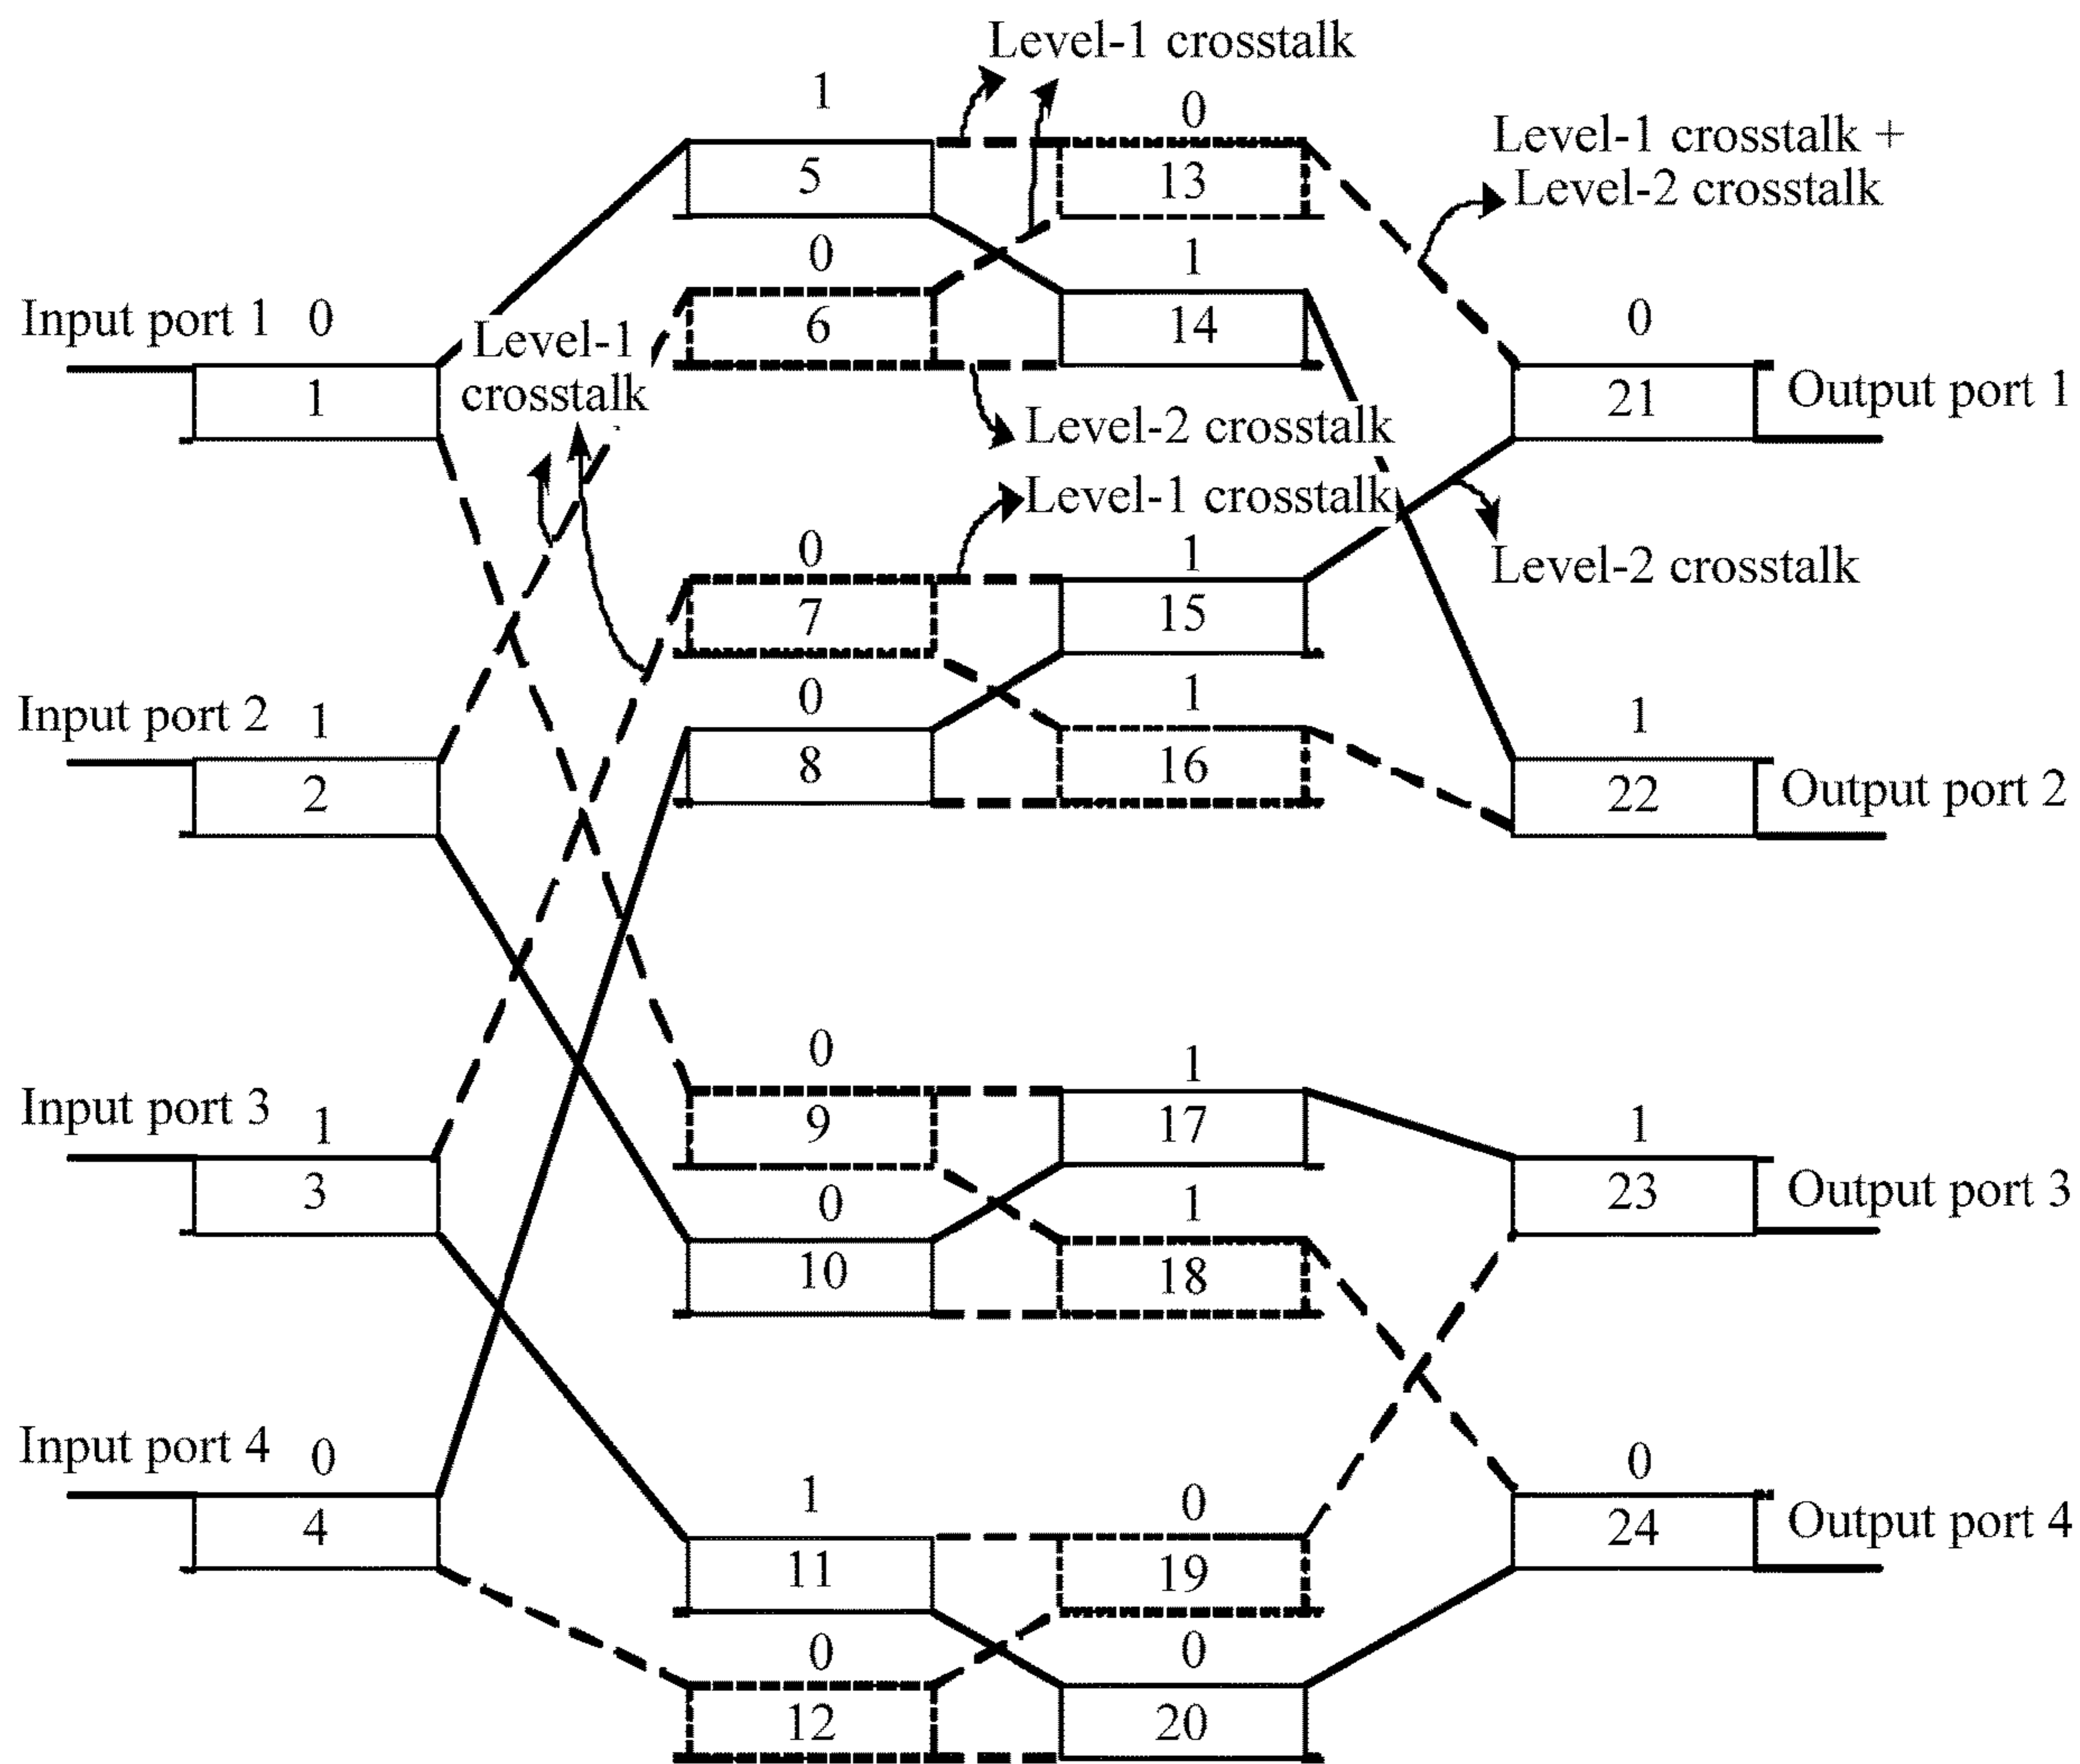 Level-1 crosstalk
1
0
Level-1 crosstalk +
Level-2 crosstalk
5
13
0
1
Input port 1 0
6
14
0
Level-1
crosstalk
1
21
Output port 1
Level-2 crosstalk
Level-1 crosstalk
0
1
Level-2 crosstalk
7
15
Input port 2 1
0
1
1
2
8
16
22
Output port 2
0
1
Input port 3 1
9
17
1
3
0
1
23
Output port 3
10
18
Input port 4 0
1
0
0
4
11
19
24
Output port 4
0
0
12
20